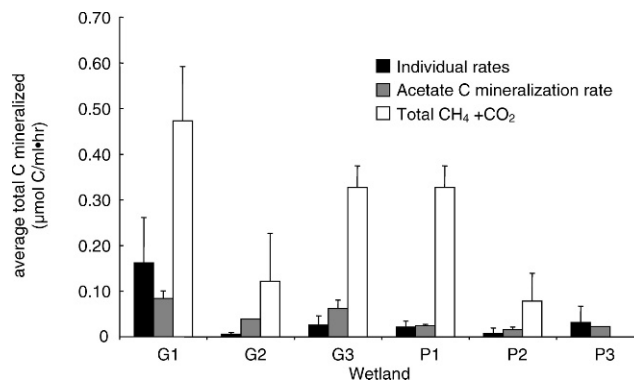 0.70
0.60
0.50
0.40
0.30
0.20
0.10
0
average total C mineralized
(µmol C/ml•hr)
Individual rates
Acetate C mineralization rate
Total CH₄ +CO₂
G1 G2 G3 P1 P2 P3
Wetland